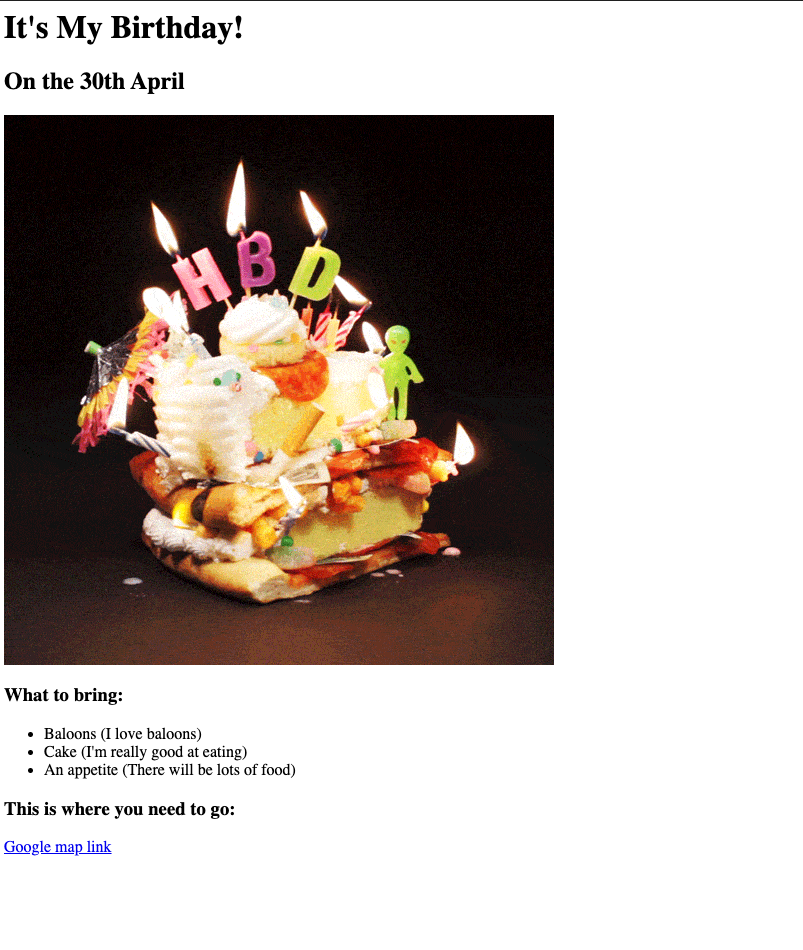 It's My Birthday!
On the 30th April
HBD
What to bring:
Baloons (I love baloons)
Cake (I'm really good at eating)
An appetite (There will be lots of food)
This is where you need to go:
Google map link